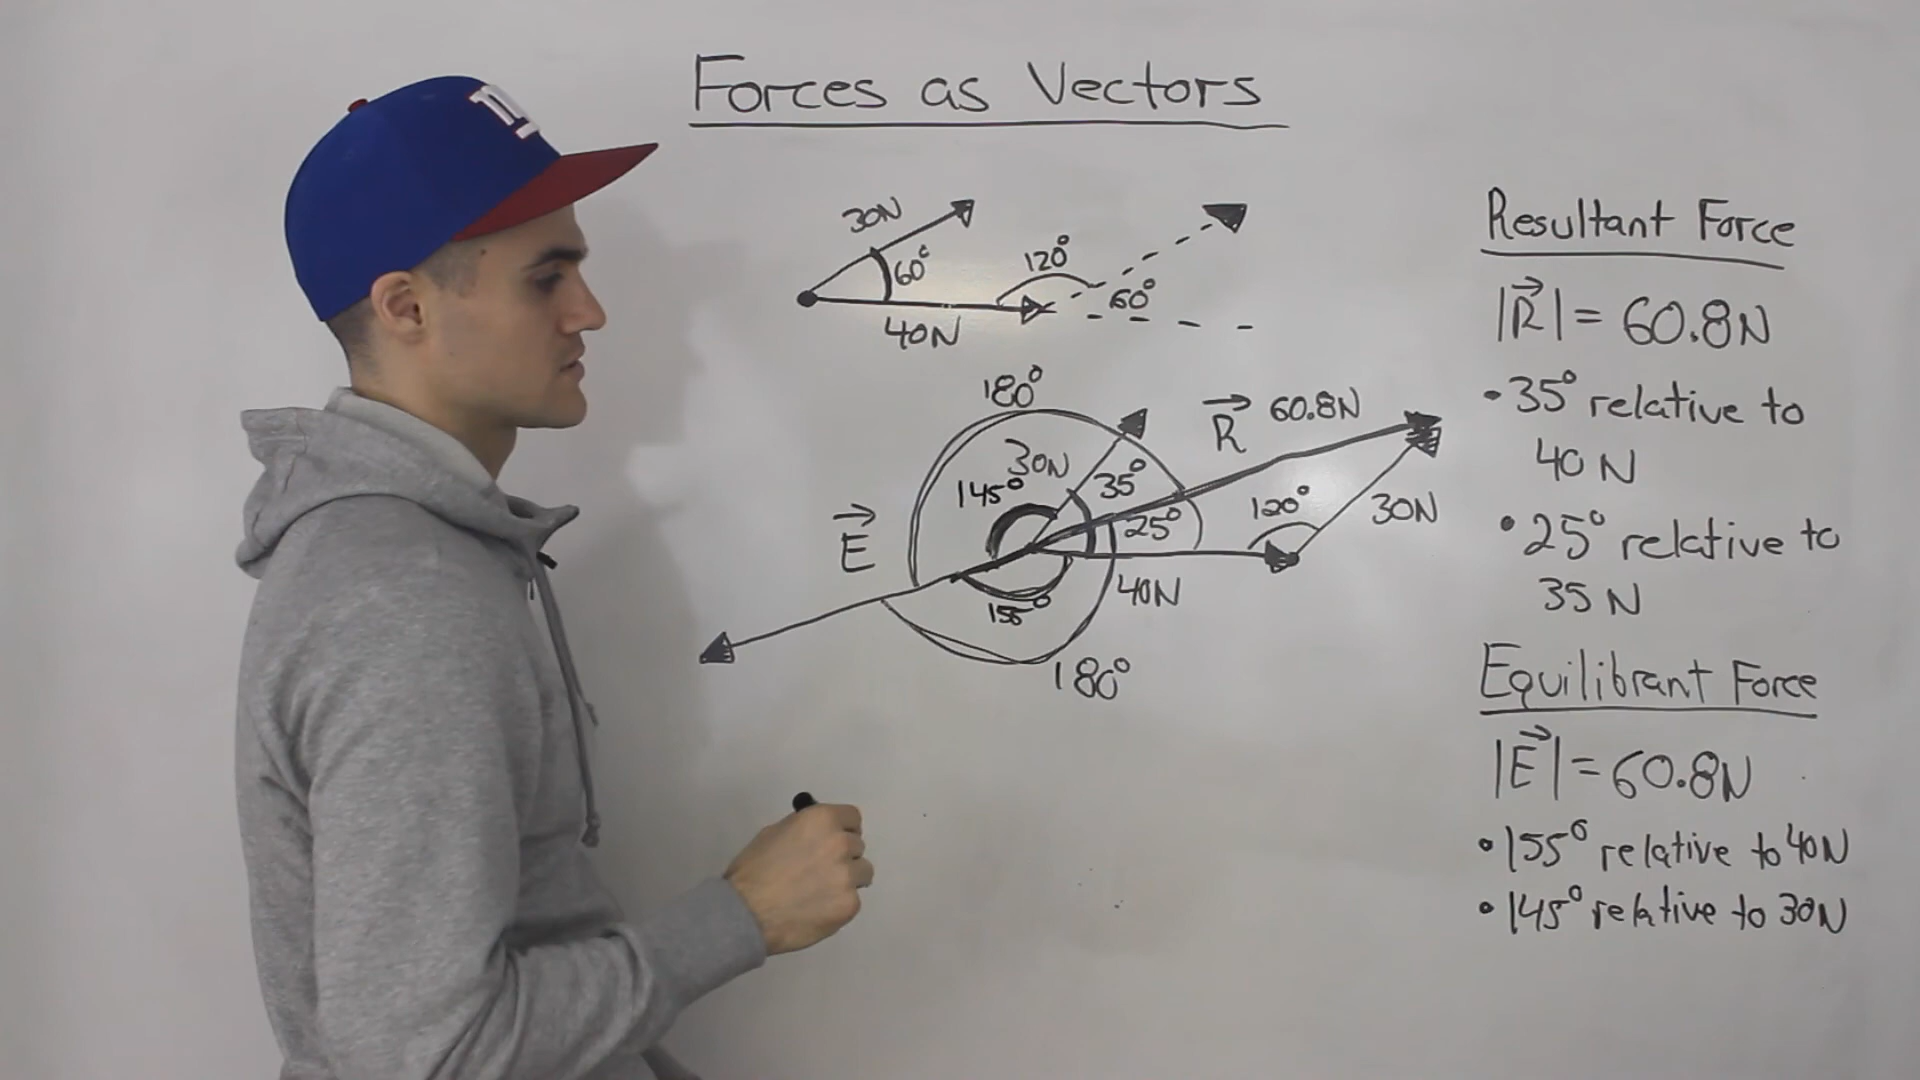 Forces as Vectors
30N
60°
120°
60°
40N
180°
R 60.8N
30N
35°
145°
25°
120°
30N
E
155°
40N
180°
Resultant Force
|R| = 60.8N
• 35° relative to
40 N
• 25° relative to
35 N
Equilibrant Force
|E| = 60.8N
• 155° relative to 40N
• 145° relative to 30N
ny